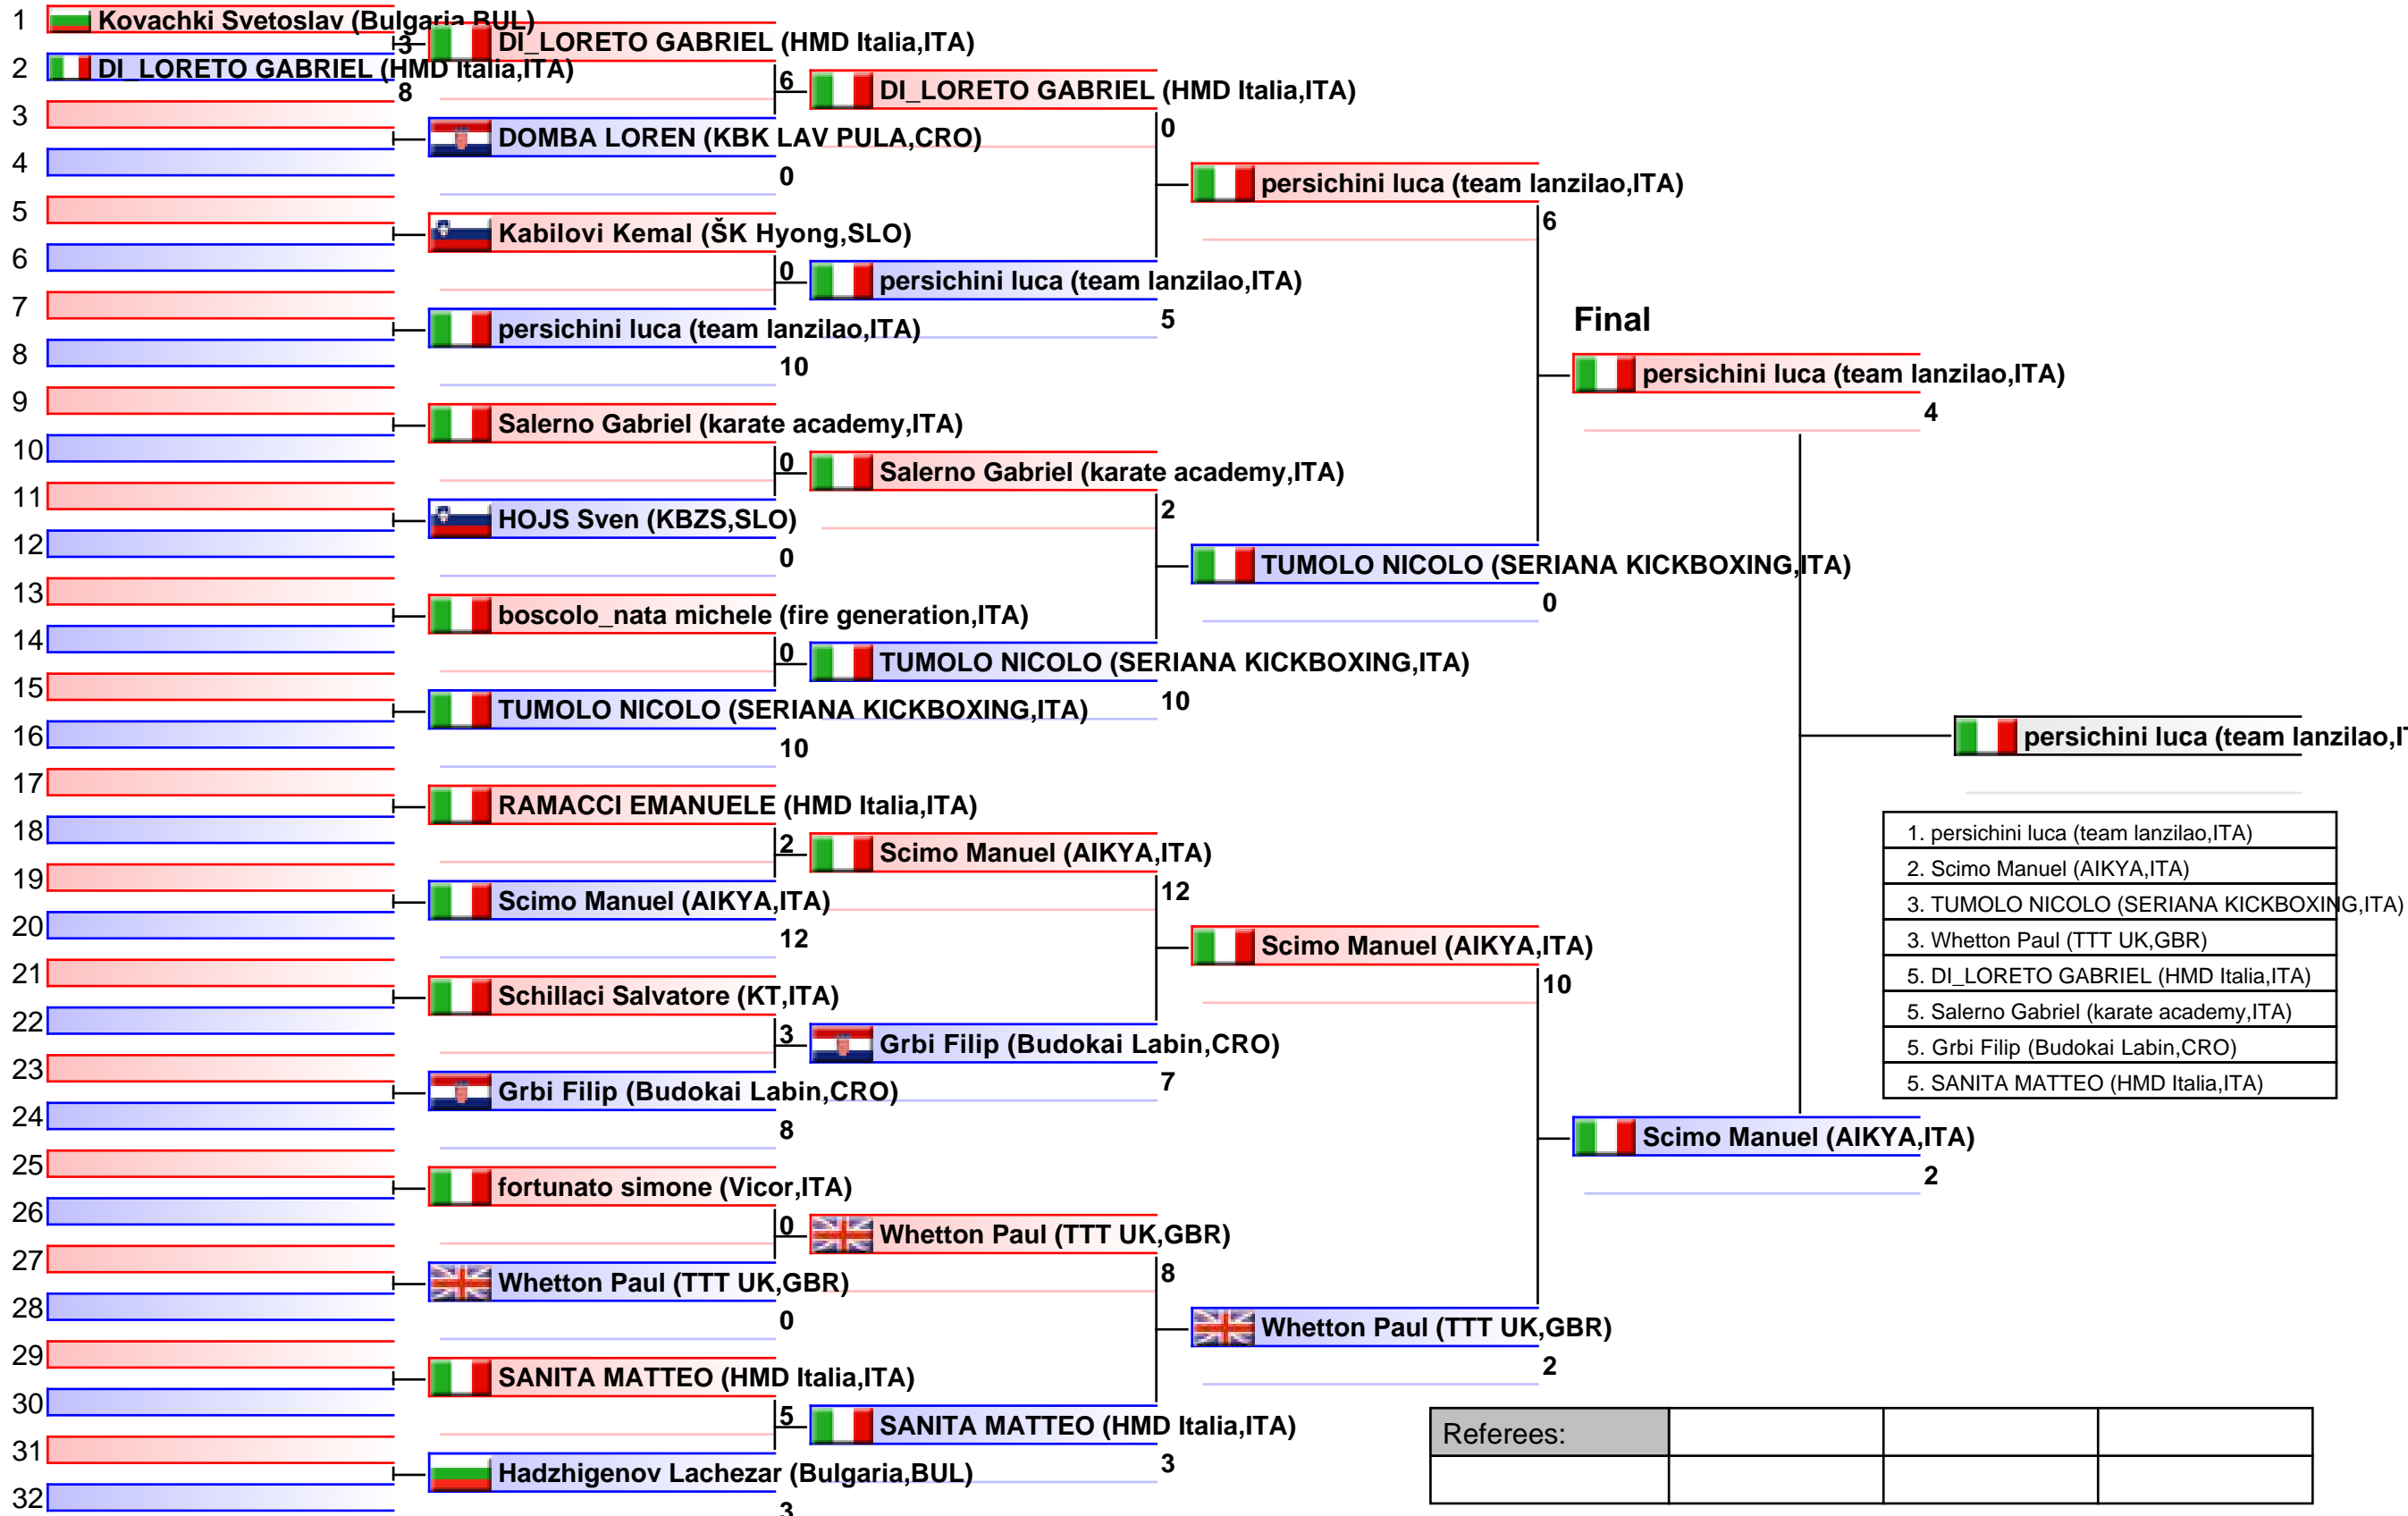 1 Kovachki Svetoslav (Bulgaria,BUL)
3
2 DI_LORETO GABRIEL (HMD Italia,ITA)
8
3
4
5
6
7
8
9
10
11
12
13
14
15
16
17
18
19
20
21
22
23
24
25
26
27
28
29
30
31
32
DI_LORETO GABRIEL (HMD Italia,ITA)
6
DOMBA LOREN (KBK LAV PULA,CRO)
0
Kabilovi Kemal (ŠK Hyong,SLO)
0
persichini luca (team lanzilao,ITA)
10
Salerno Gabriel (karate academy,ITA)
0
HOJS Sven (KBZS,SLO)
0
boscolo_nata michele (fire generation,ITA)
0
TUMOLO NICOLO (SERIANA KICKBOXING,ITA)
10
RAMACCI EMANUELE (HMD Italia,ITA)
2
Scimo Manuel (AIKYA,ITA)
12
Schillaci Salvatore (KT,ITA)
3
Grbi Filip (Budokai Labin,CRO)
8
fortunato simone (Vicor,ITA)
0
Whetton Paul (TTT UK,GBR)
0
SANITA MATTEO (HMD Italia,ITA)
5
Hadzhigenov Lachezar (Bulgaria,BUL)
3
DI_LORETO GABRIEL (HMD Italia,ITA)
0
persichini luca (team lanzilao,ITA)
5
Salerno Gabriel (karate academy,ITA)
2
TUMOLO NICOLO (SERIANA KICKBOXING,ITA)
10
Scimo Manuel (AIKYA,ITA)
12
Grbi Filip (Budokai Labin,CRO)
7
Whetton Paul (TTT UK,GBR)
8
SANITA MATTEO (HMD Italia,ITA)
3
persichini luca (team lanzilao,ITA)
6
TUMOLO NICOLO (SERIANA KICKBOXING,ITA)
0
Scimo Manuel (AIKYA,ITA)
10
Whetton Paul (TTT UK,GBR)
2
Final
persichini luca (team lanzilao,ITA)
4
Scimo Manuel (AIKYA,ITA)
2
persichini luca (team lanzilao,I
1. persichini luca (team lanzilao,ITA)
2. Scimo Manuel (AIKYA,ITA)
3. TUMOLO NICOLO (SERIANA KICKBOXING,ITA)
3. Whetton Paul (TTT UK,GBR)
5. DI_LORETO GABRIEL (HMD Italia,ITA)
5. Salerno Gabriel (karate academy,ITA)
5. Grbi Filip (Budokai Labin,CRO)
5. SANITA MATTEO (HMD Italia,ITA)
Referees: